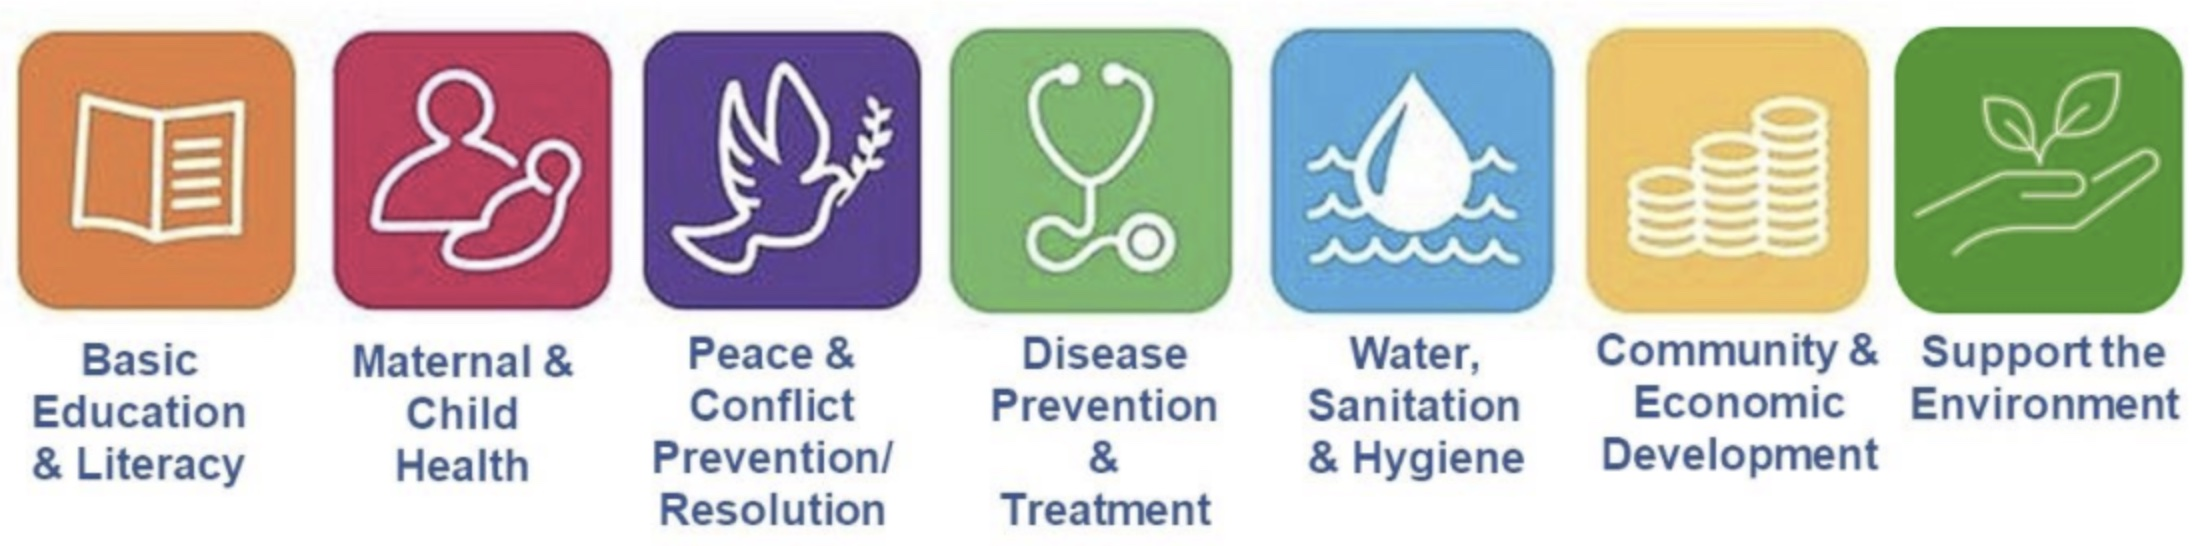 Basic
Education
& Literacy
Maternal &
Child
Health
Peace &
Conflict
Prevention/
Resolution
Disease
Prevention
&
Treatment
Water,
Sanitation
& Hygiene
Community &
Economic
Development
Support the
Environment